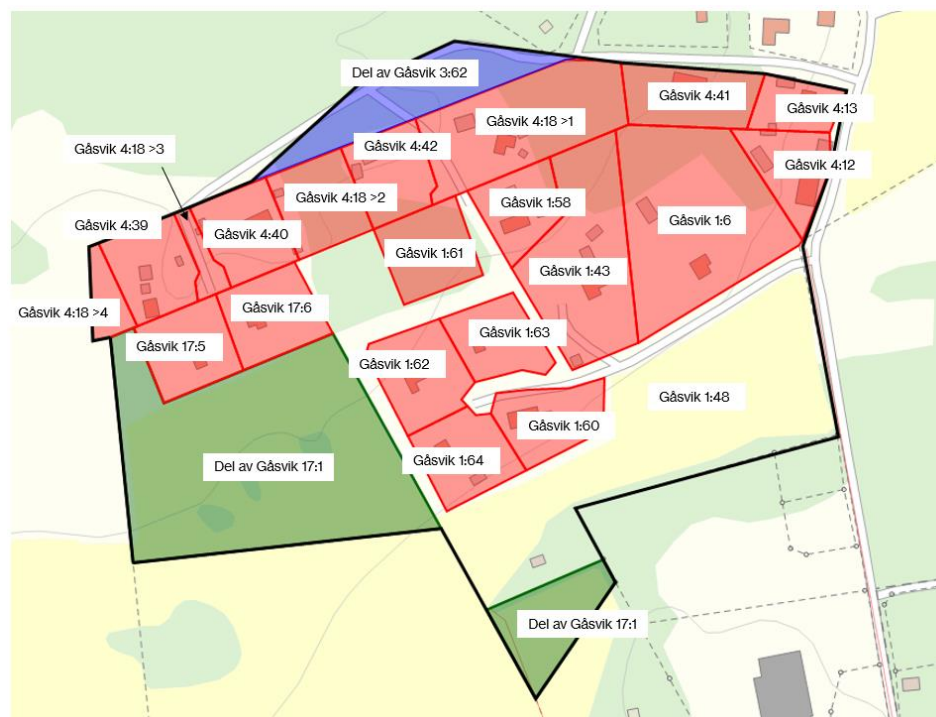 Del av Gåsvik 3:62
Gåsvik 4:41
Gåsvik 4:13
Gåsvik 4:18 >1
Gåsvik 4:42
Gåsvik 4:18 >3
Gåsvik 4:12
Gåsvik 4:18 >2
Gåsvik 1:58
Gåsvik 1:6
Gåsvik 4:39
Gåsvik 4:40
Gåsvik 1:61
Gåsvik 1:43
Gåsvik 4:18 >4
Gåsvik 17:6
Gåsvik 1:63
Gåsvik 17:5
Gåsvik 1:62
Gåsvik 1:48
Gåsvik 1:60
Gåsvik 1:64
Del av Gåsvik 17:1
Del av Gåsvik 17:1